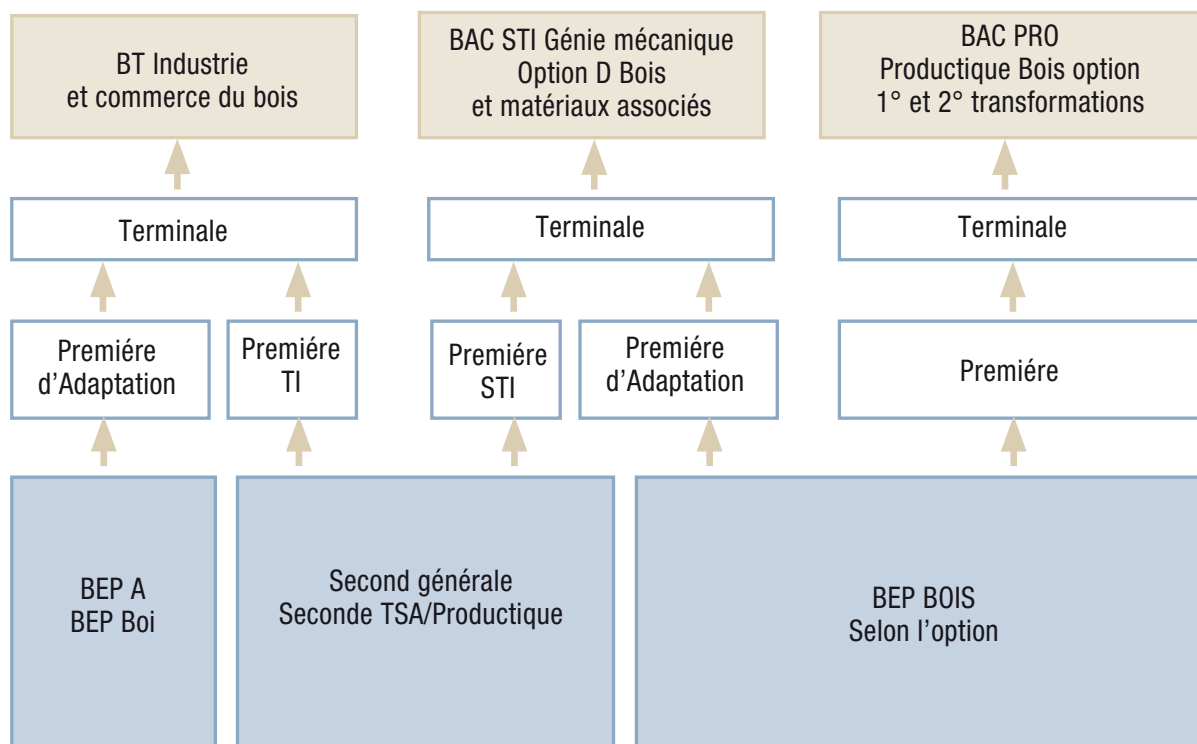 BT Industrie
et commerce du bois
BAC STI Génie mécanique
Option D Bois
et matériaux associés
BAC PRO
Productique Bois option
1° et 2° transformations
Terminale
Terminale
Terminale
Premiére
d'Adaptation
Premiére
TI
Premiére
STI
Premiére
d'Adaptation
Premiére
BEP A
BEP Boi
Second générale
Seconde TSA/Productique
BEP BOIS
Selon l'option